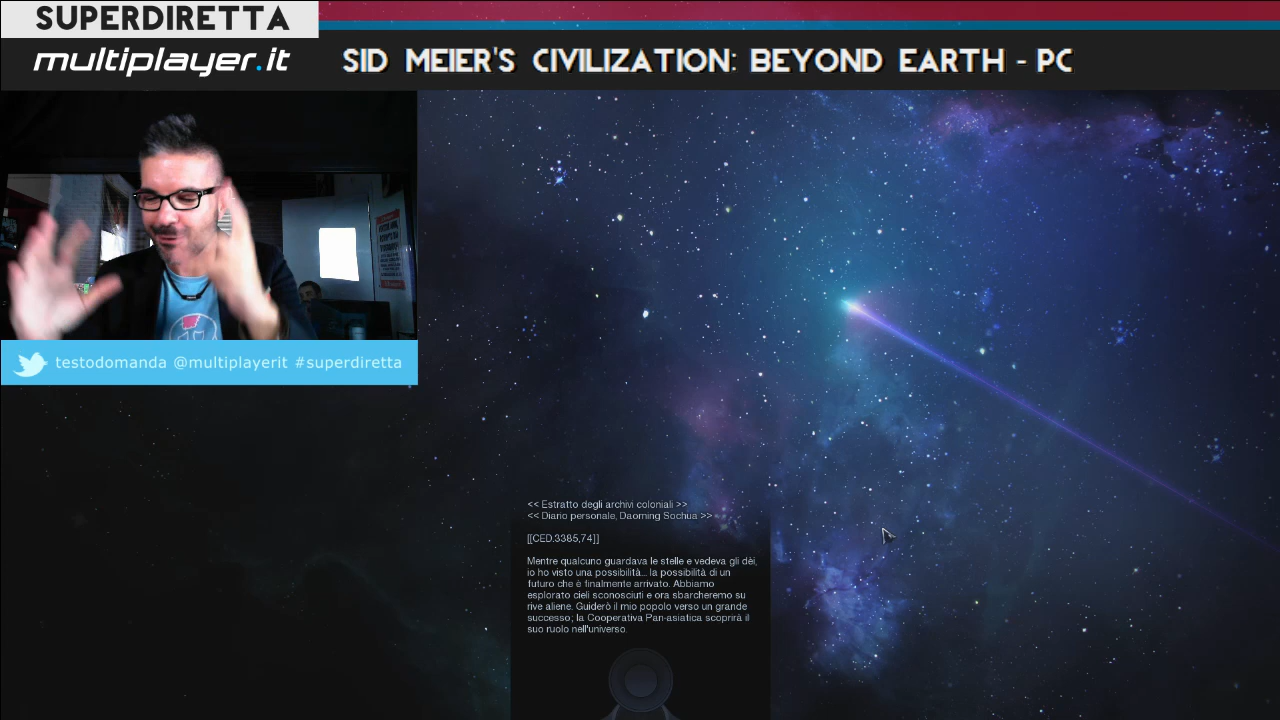 SUPERDIRETTA
multiplayer.it
SID MEIER'S CIVILIZATION: BEYOND EARTH - PC
testodomanda @multiplayerit #superdiretta
<< Estratto degli archivi coloniali >>
<< Diario personale, Daoming Sochua >>
[[CED.3385,74]]
Mentre qualcuno guardava le stelle e vedeva gli dèi,
io ho visto una possibilità... la possibilità di un
futuro che è finalmente arrivato. Abbiamo
esplorato cieli sconosciuti e ora sbarcheremo su
rive aliene. Guiderò il mio popolo verso un grande
successo; la Cooperativa Pan-asiatica scoprirà il
suo ruolo nell'universo.